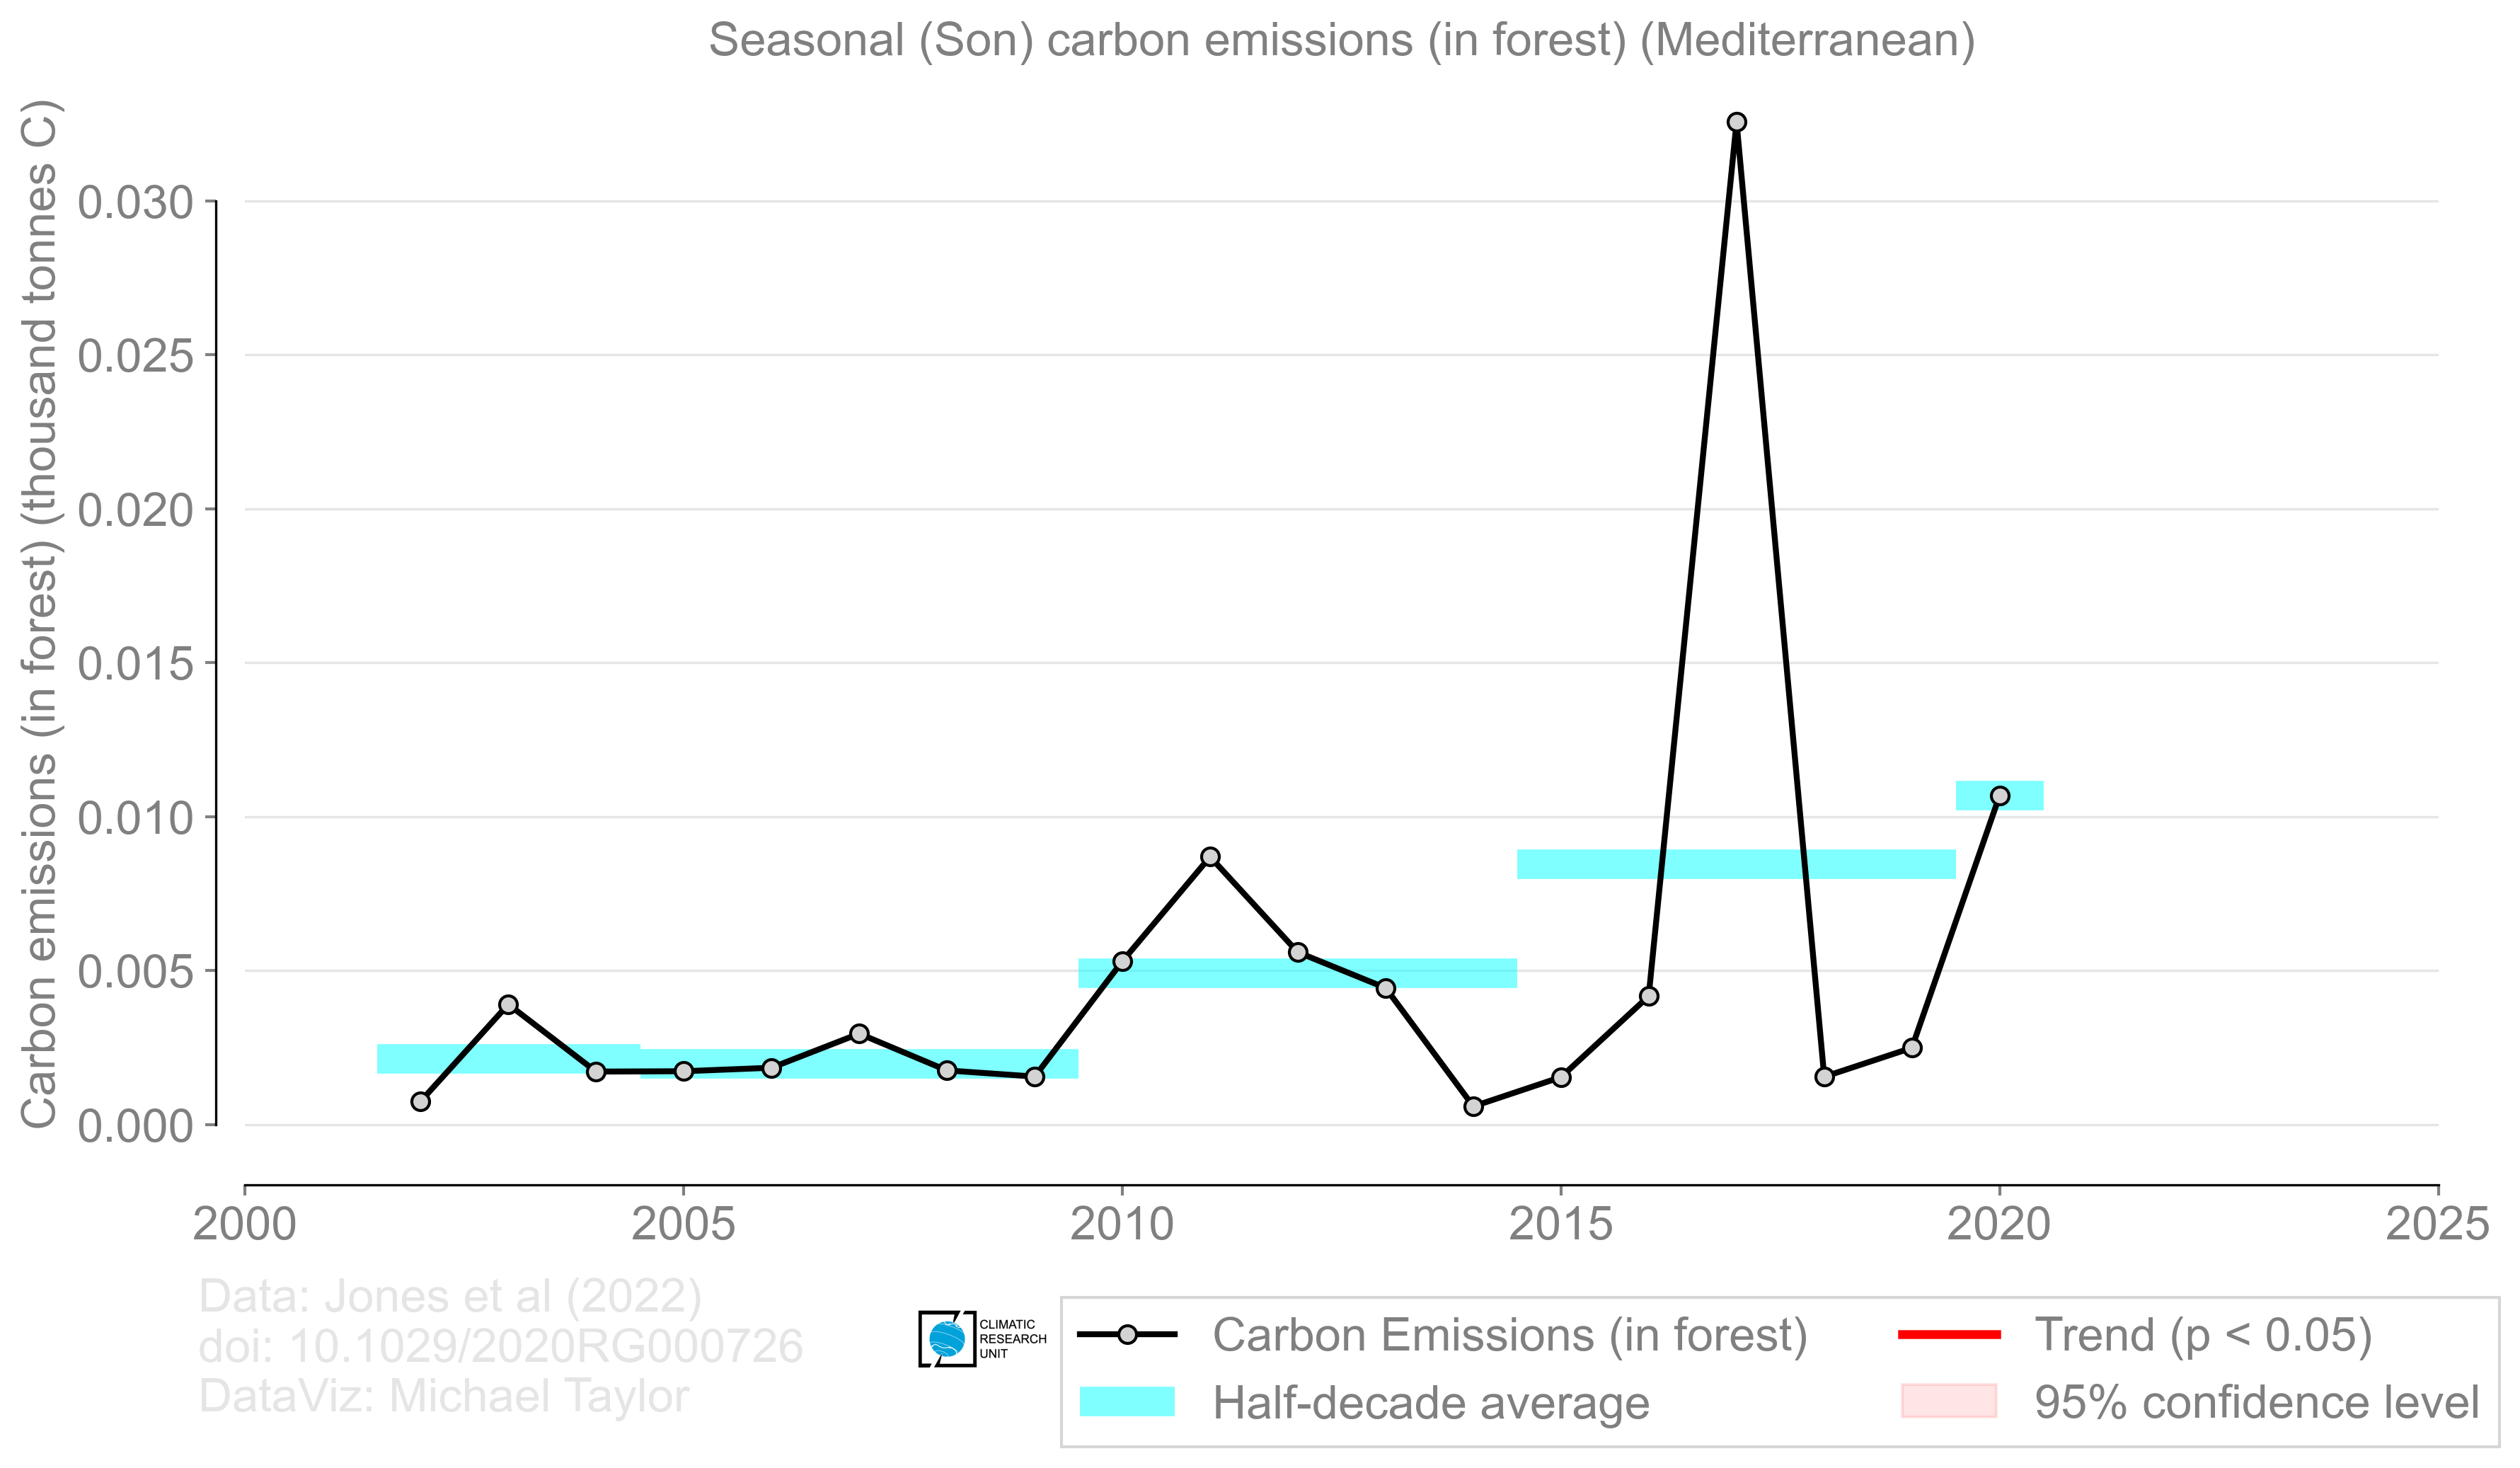 Seasonal (Son) carbon emissions (in forest) (Mediterranean)
Carbon emissions (in forest) (thousand tonnes C)
0.030
0.025
0.020
0.015
0.010
0.005
0.000
2000 2005 2010 2015 2020 2025
Data: Jones et al (2022)
doi: 10.1029/2020RG000726
DataViz: Michael Taylor
CLIMATIC
RESEARCH
UNIT
Carbon Emissions (in forest)
Half-decade average
Trend (p < 0.05)
95% confidence level